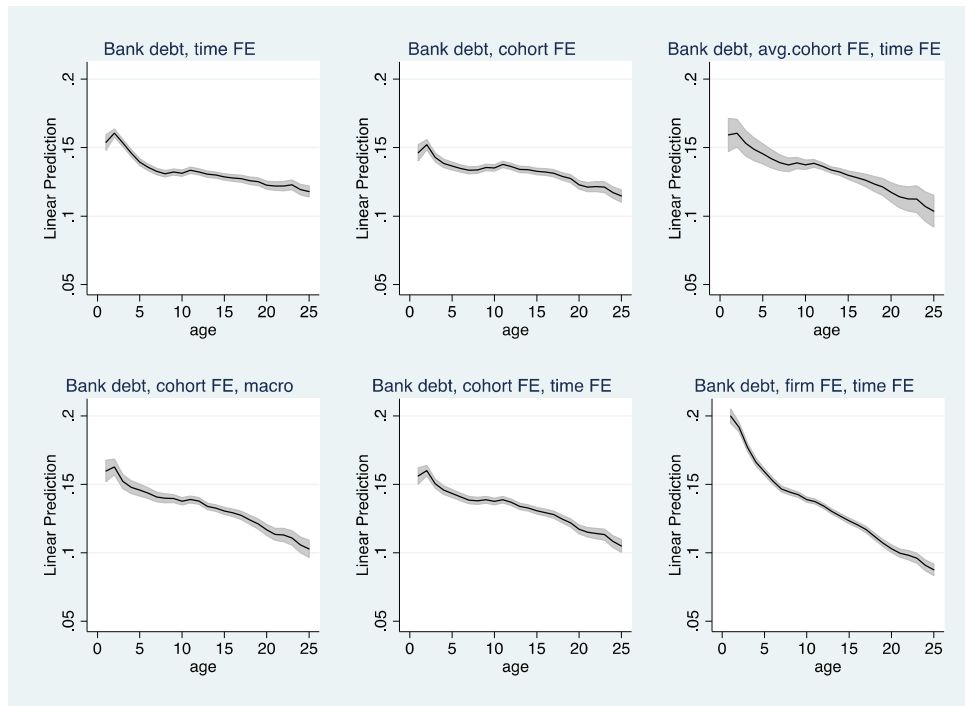 Bank debt, time FE
Linear Prediction
.2
.15
.1
.05
0 5 10 15 20 25
age
Bank debt, cohort FE
Linear Prediction
.2
.15
.1
.05
0 5 10 15 20 25
age
Bank debt, avg.cohort FE, time FE
Linear Prediction
.2
.15
.1
.05
0 5 10 15 20 25
age
Bank debt, cohort FE, macro
Linear Prediction
.2
.15
.1
.05
0 5 10 15 20 25
age
Bank debt, cohort FE, time FE
Linear Prediction
.2
.15
.1
.05
0 5 10 15 20 25
age
Bank debt, firm FE, time FE
Linear Prediction
.2
.15
.1
.05
0 5 10 15 20 25
age